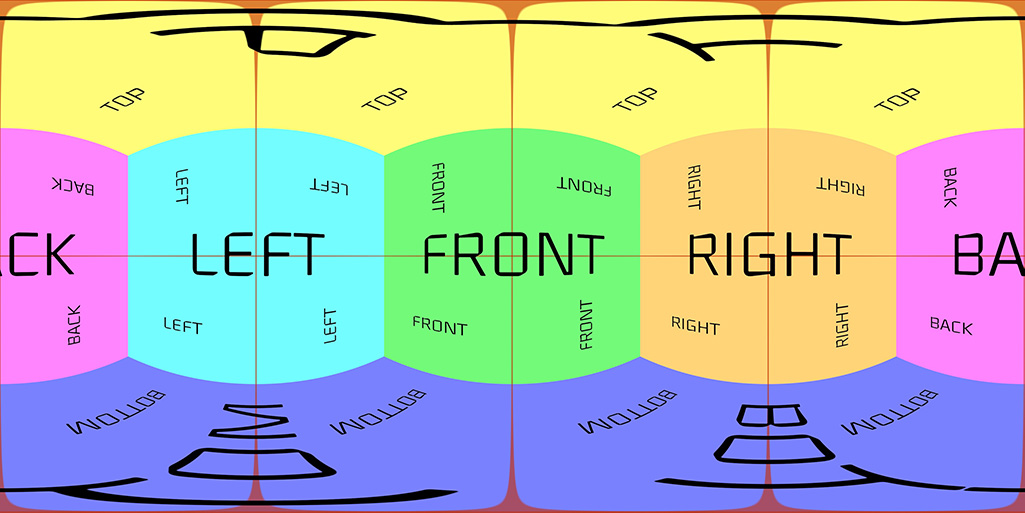 TOP TOP TOP TOP
BACK LEFT LEFT FRONT FRONT RIGHT RIGHT BACK
CK LEFT FRONT RIGHT BA
BACK LEFT LEFT FRONT FRONT RIGHT RIGHT BACK
BOTTOM BOTTOM BOTTOM BOTTOM